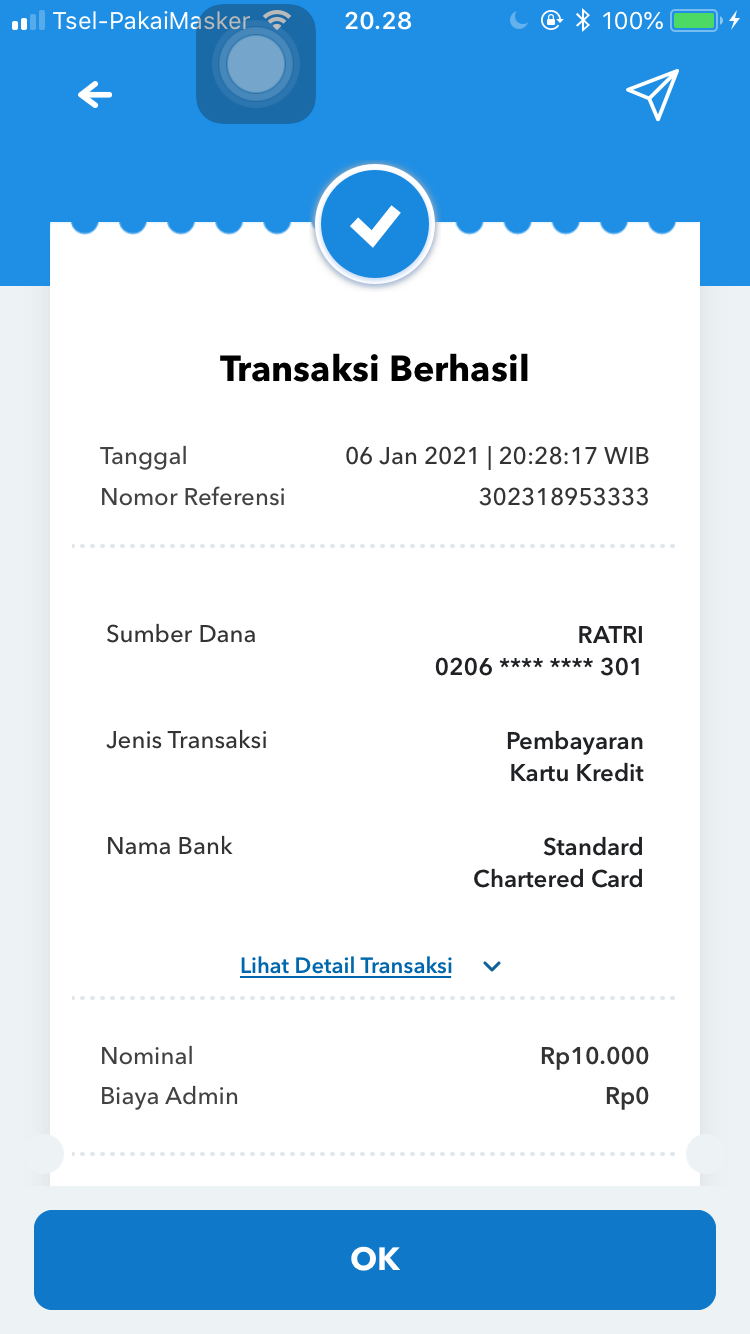 Tsel-PakaiMasker 20.28 100%
Transaksi Berhasil
Tanggal 06 Jan 2021 | 20:28:17 WIB
Nomor Referensi 302318953333
Sumber Dana RATRI
0206 **** **** 301
Jenis Transaksi Pembayaran
Kartu Kredit
Nama Bank Standard
Chartered Card
Lihat Detail Transaksi
Nominal Rp10.000
Biaya Admin Rp0
OK